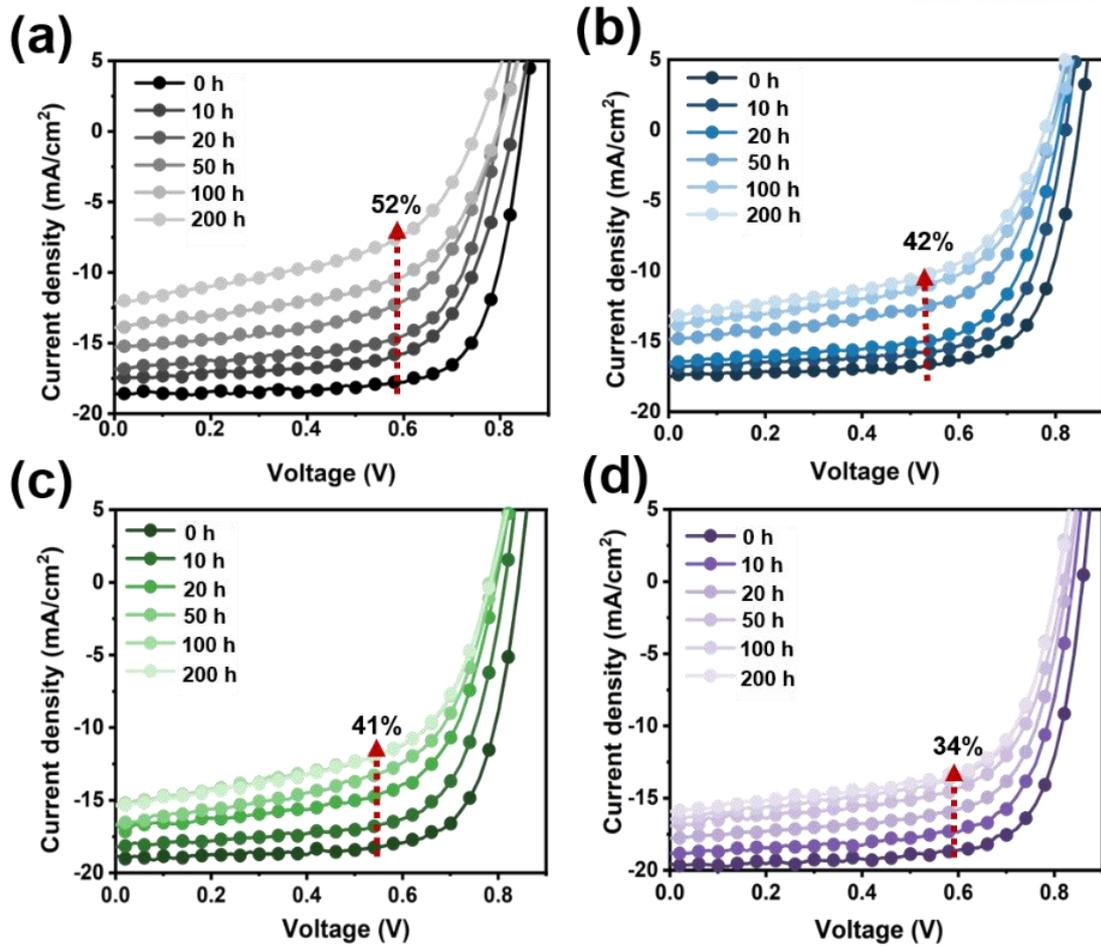 (a)
5
0
-5
-10
-15
-20
0.0 0.2 0.4 0.6 0.8
Current density (mA/cm²)
Voltage (V)
0 h
10 h
20 h
50 h
100 h
200 h
52%
(b)
5
0
-5
-10
-15
-20
0.0 0.2 0.4 0.6 0.8
Current density (mA/cm²)
Voltage (V)
0 h
10 h
20 h
50 h
100 h
200 h
42%
(c)
5
0
-5
-10
-15
-20
0.0 0.2 0.4 0.6 0.8
Current density (mA/cm²)
Voltage (V)
0 h
10 h
20 h
50 h
100 h
200 h
41%
(d)
5
0
-5
-10
-15
-20
0.0 0.2 0.4 0.6 0.8
Current density (mA/cm²)
Voltage (V)
0 h
10 h
20 h
50 h
100 h
200 h
34%